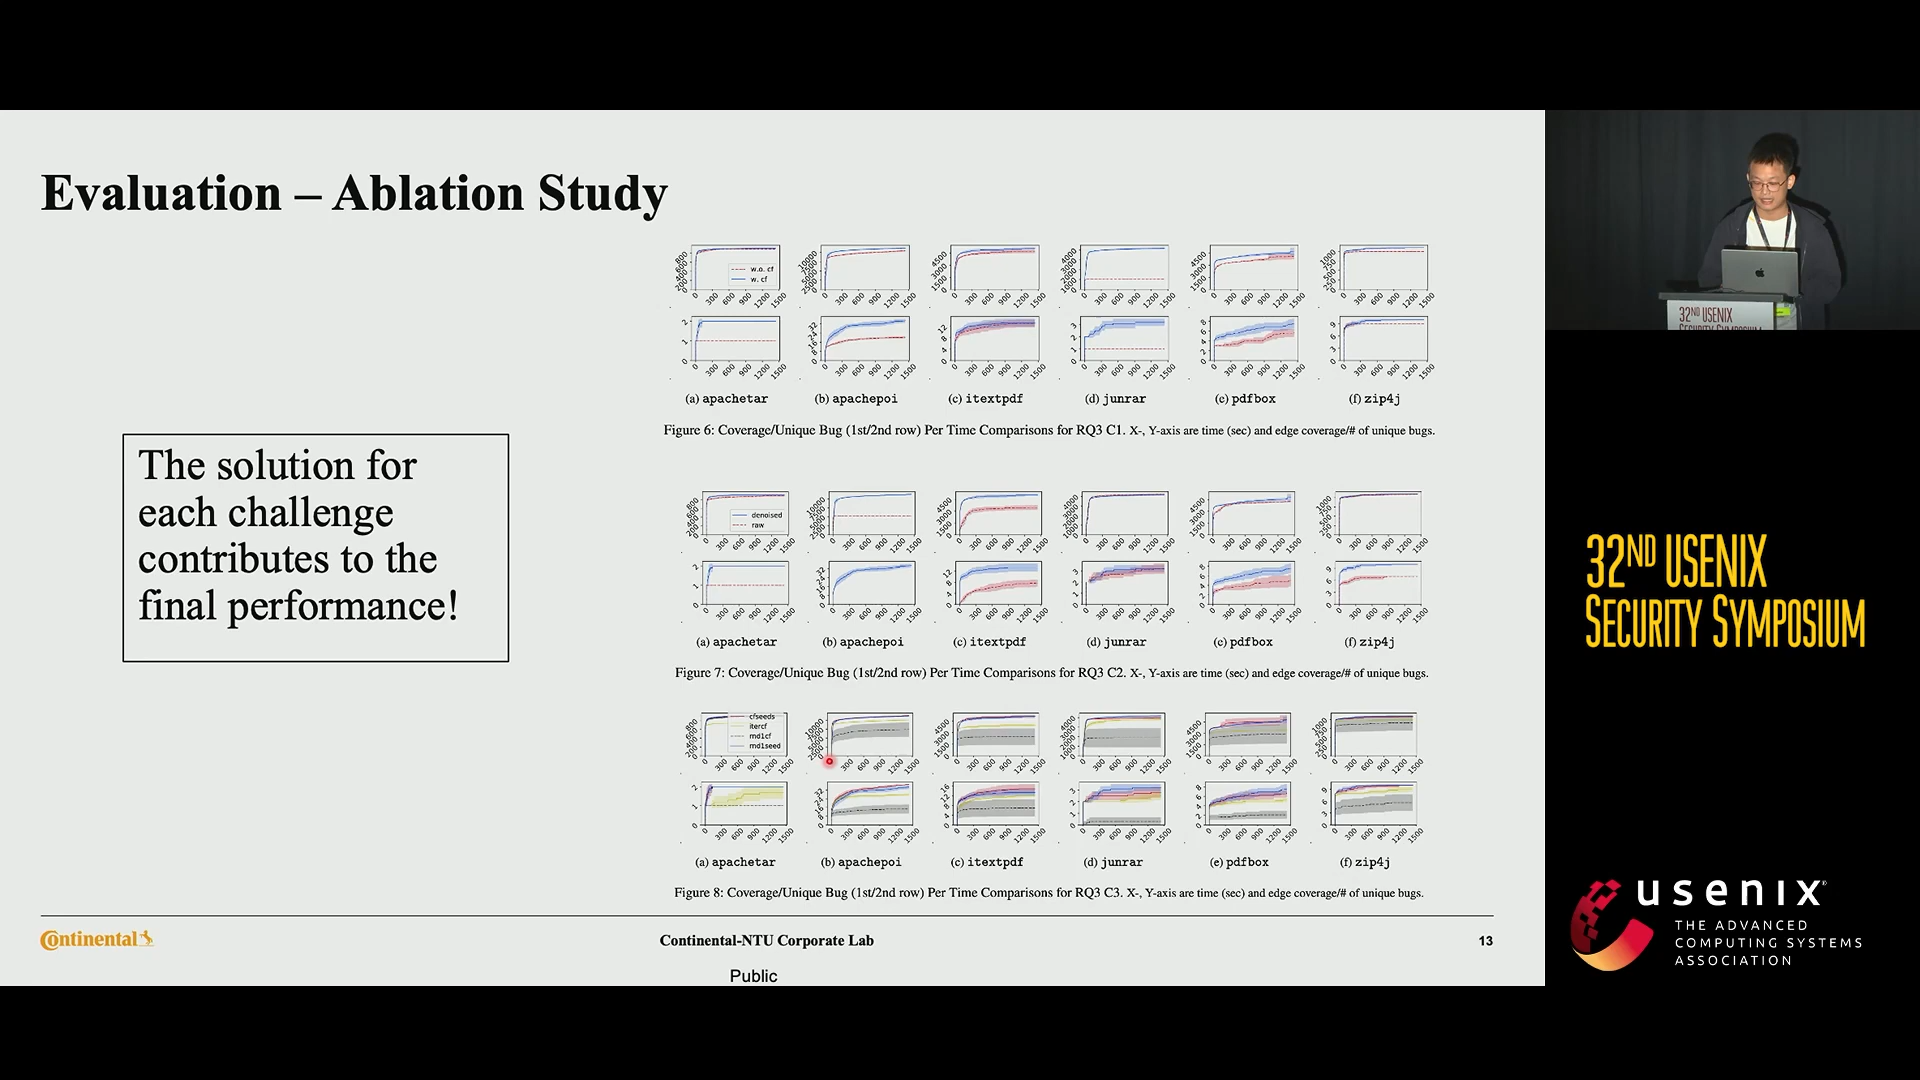 Evaluation – Ablation Study
The solution for
each challenge
contributes to the
final performance!
w.o. cf
w. cf
(a) apachetar (b) apachepoi (c) itextpdf (d) junrar (e) pdfbox (f) zip4j
Figure 6: Coverage/Unique Bug (1st/2nd row) Per Time Comparisons for RQ3 C1. X-, Y-axis are time (sec) and edge coverage/# of unique bugs.
denoised
raw
(a) apachetar (b) apachepoi (c) itextpdf (d) junrar (e) pdfbox (f) zip4j
Figure 7: Coverage/Unique Bug (1st/2nd row) Per Time Comparisons for RQ3 C2. X-, Y-axis are time (sec) and edge coverage/# of unique bugs.
cfseeds
itercf
rnd1cf
rnd1seed
(a) apachetar (b) apachepoi (c) itextpdf (d) junrar (e) pdfbox (f) zip4j
Figure 8: Coverage/Unique Bug (1st/2nd row) Per Time Comparisons for RQ3 C3. X-, Y-axis are time (sec) and edge coverage/# of unique bugs.
Continental
Continental-NTU Corporate Lab
13
Public
32ND USENIX
32ND USENIX
SECURITY SYMPOSIUM
usenix
THE ADVANCED
COMPUTING SYSTEMS
ASSOCIATION